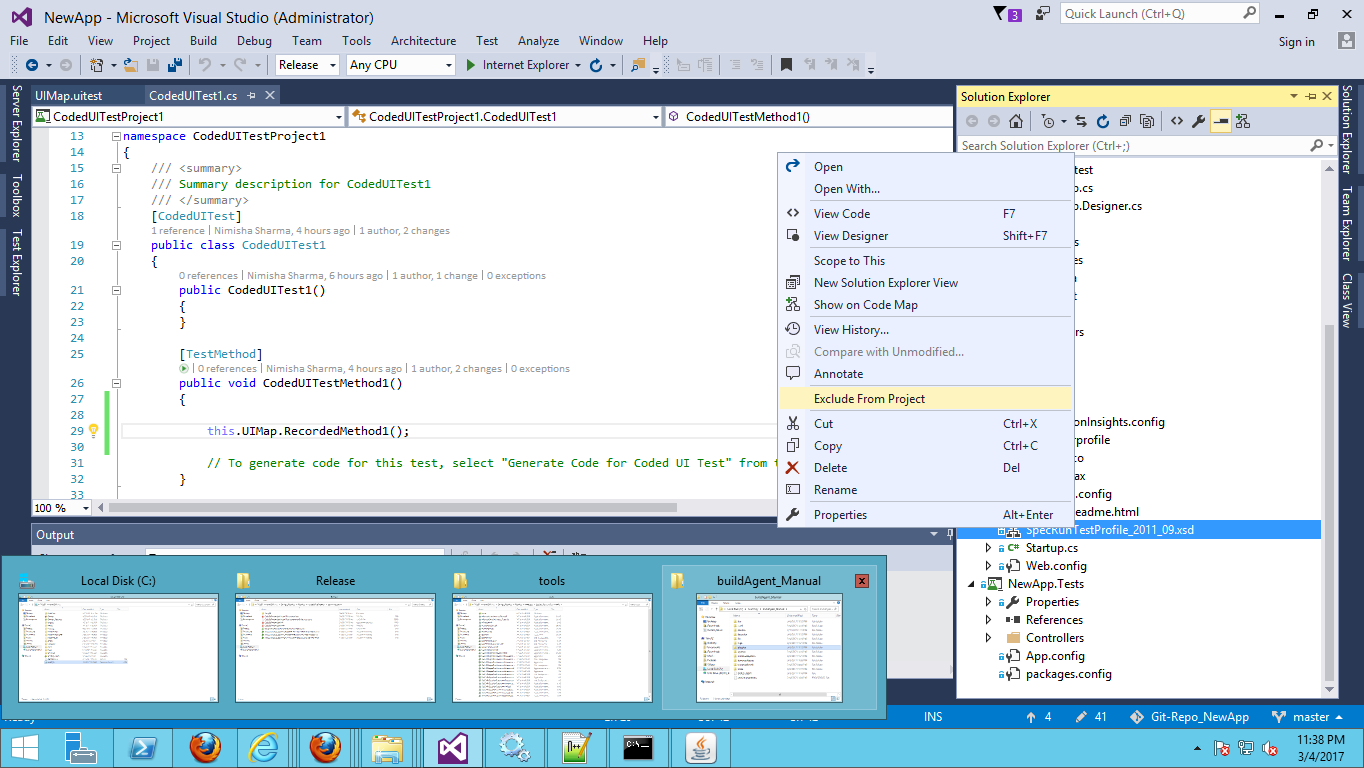 NewApp - Microsoft Visual Studio (Administrator)
3
Quick Launch (Ctrl+Q)
File Edit View Project Build Debug Team Tools Architecture Test Analyze Window Help
Sign in
Release Any CPU Internet Explorer
Server Explorer
Toolbox
Test Explorer
UIMap.uitest CodedUITest1.cs
CodedUITestProject1 CodedUITestProject1.CodedUITest1 CodedUITestMethod1()
13 namespace CodedUITestProject1
14 {
15 /// <summary>
16 /// Summary description for CodedUITest1
17 /// </summary>
18 [CodedUITest]
1 reference | Nimisha Sharma, 4 hours ago | 1 author, 2 changes
19 public class CodedUITest1
20 {
0 references | Nimisha Sharma, 6 hours ago | 1 author, 1 change | 0 exceptions
21 public CodedUITest1()
22 {
23 }
24
25 [TestMethod]
| 0 references | Nimisha Sharma, 4 hours ago | 1 author, 2 changes | 0 exceptions
26 public void CodedUITestMethod1()
27 {
28
29 this.UIMap.RecordedMethod1();
30
31 // To generate code for this test, select "Generate Code for Coded UI Test" from t
32 }
33
100 %
Output
Open
Open With...
View Code F7
View Designer Shift+F7
Scope to This
New Solution Explorer View
Show on Code Map
View History...
Compare with Unmodified...
Annotate
Exclude From Project
Cut Ctrl+X
Copy Ctrl+C
Delete Del
Rename
Properties Alt+Enter
Solution Explorer
Search Solution Explorer (Ctrl+;)
test
.cs
.Designer.cs
onInsights.config
rprofile
.config
eadme.html
SpecRunTestProfile_2011_09.xsd
Startup.cs
Web.config
NewApp.Tests
Properties
References
Controllers
App.config
packages.config
Solution Explorer
Team Explorer
Class View
Local Disk (C:) Release tools buildAgent_Manual
INS 4 41 Git-Repo_NewApp master
11:38 PM
3/4/2017